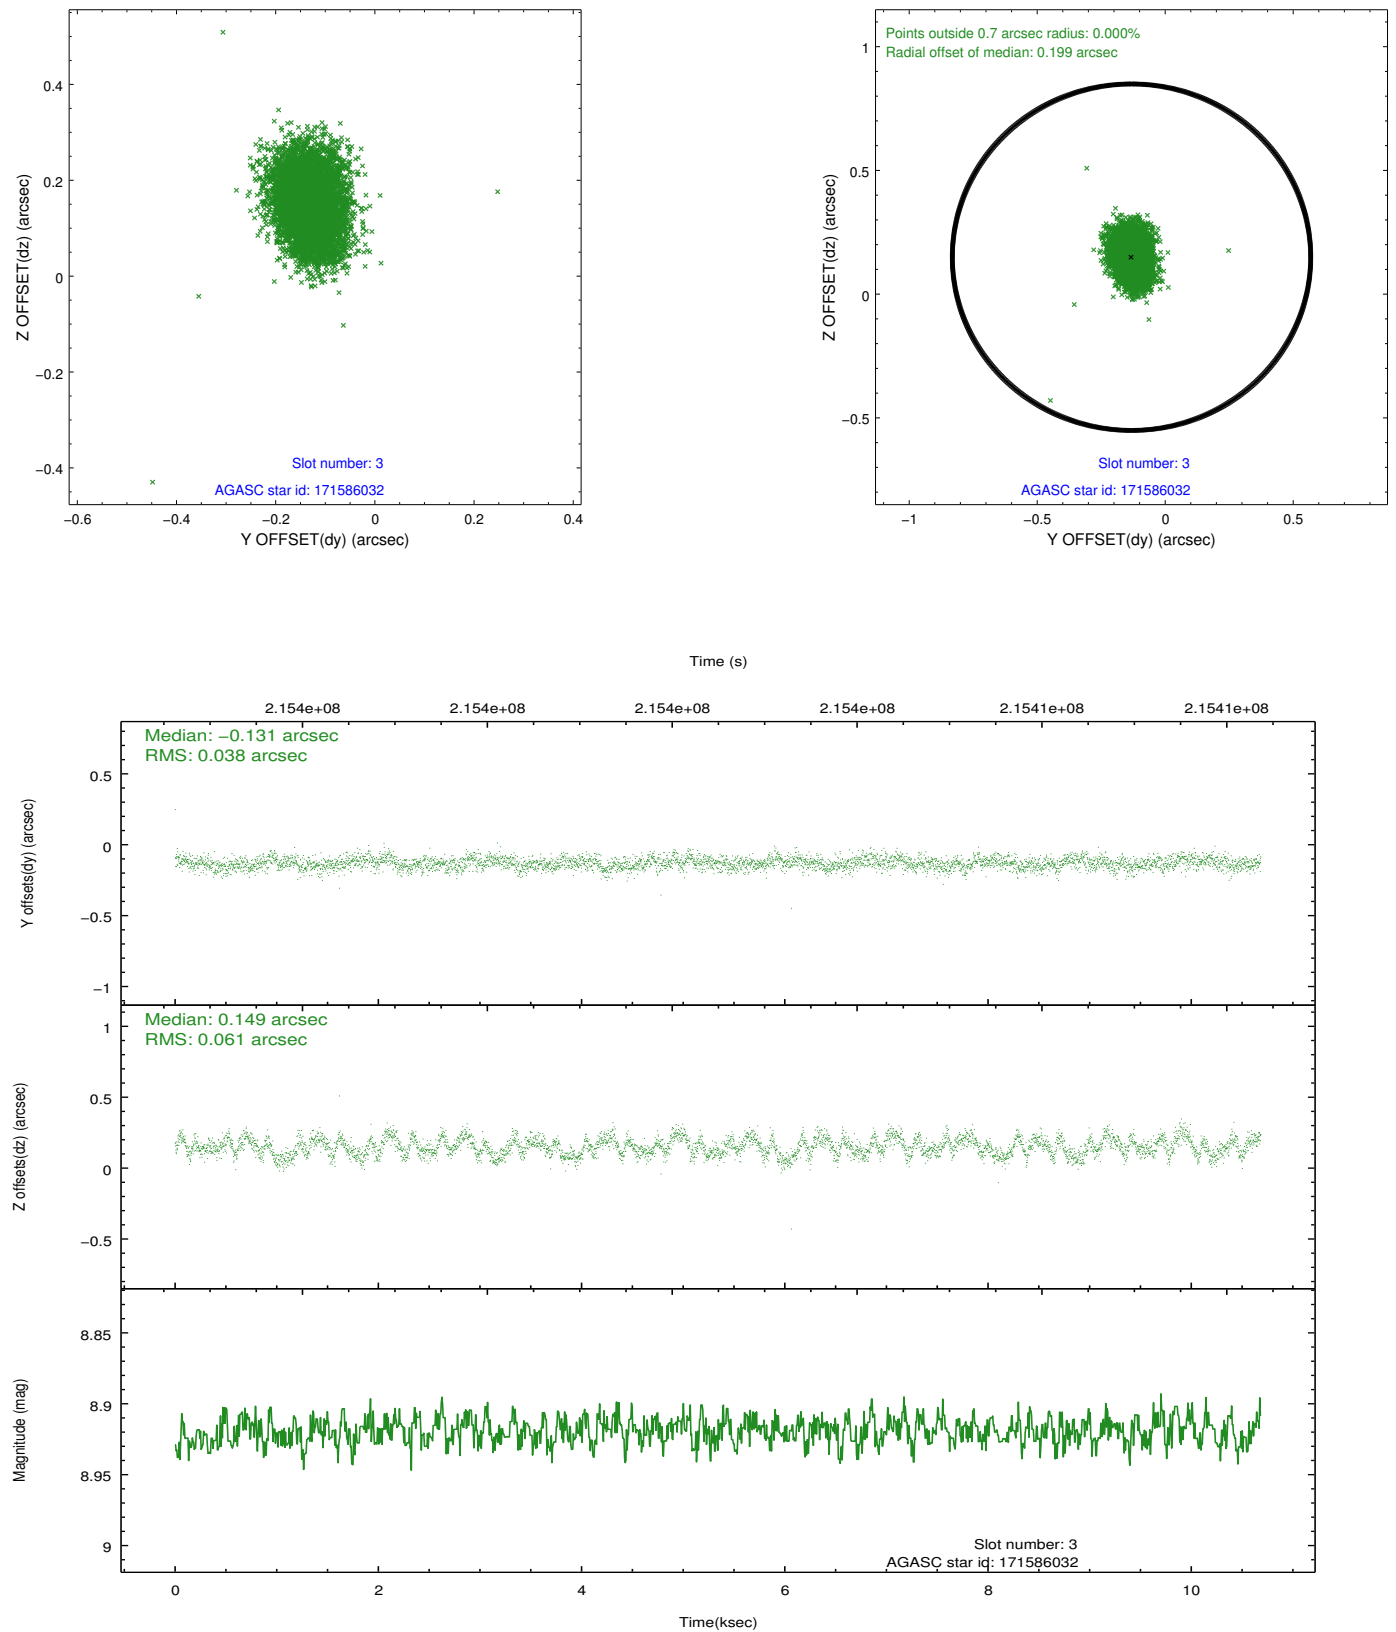 0.4
0.2
0
−0.2
−0.4
Z OFFSET(dz) (arcsec)
Slot number: 3
AGASC star id: 171586032
−0.6
−0.4
−0.2
0
0.2
0.4
Y OFFSET(dy) (arcsec)
Points outside 0.7 arcsec radius: 0.000%
Radial offset of median: 0.199 arcsec
1
0.5
0
−0.5
Z OFFSET(dz) (arcsec)
Slot number: 3
AGASC star id: 171586032
−1
−0.5
0
0.5
Y OFFSET(dy) (arcsec)
Time (s)
2.154e+08
2.154e+08
2.154e+08
2.154e+08
2.1541e+08
2.1541e+08
Median: −0.131 arcsec
RMS: 0.038 arcsec
0.5
0
−0.5
−1
Y offsets(dy) (arcsec)
Median: 0.149 arcsec
RMS: 0.061 arcsec
1
0.5
0
−0.5
Z offsets(dz) (arcsec)
8.85
8.9
8.95
9
Magnitude (mag)
Slot number: 3
AGASC star id: 171586032
0
2
4
6
8
10
Time(ksec)